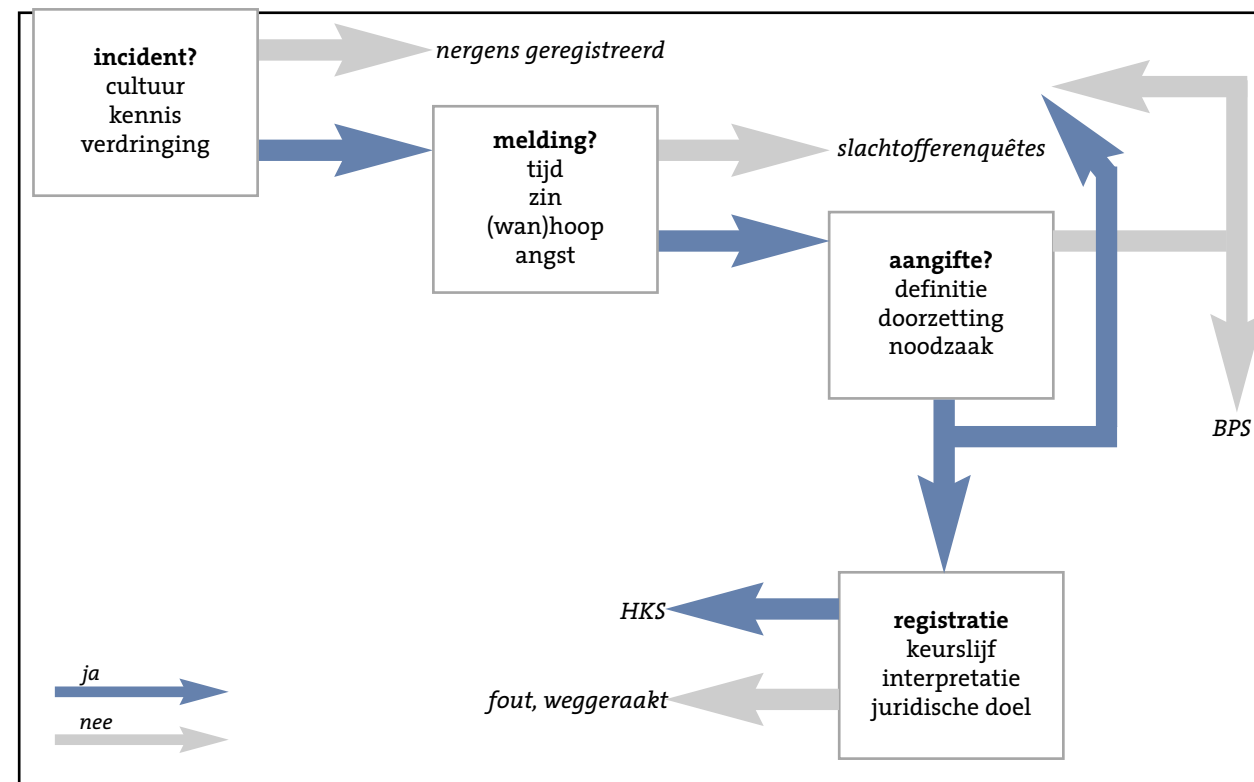 incident?
cultuur
kennis
verdringing
nergens geregistreerd
melding?
tijd
zin
(wan)hoop
angst
slachtofferenquêtes
aangifte?
definitie
doorzetting
noodzaak
BPS
registratie
keurslijf
interpretatie
juridische doel
HKS
fout, weggeraakt
ja
nee